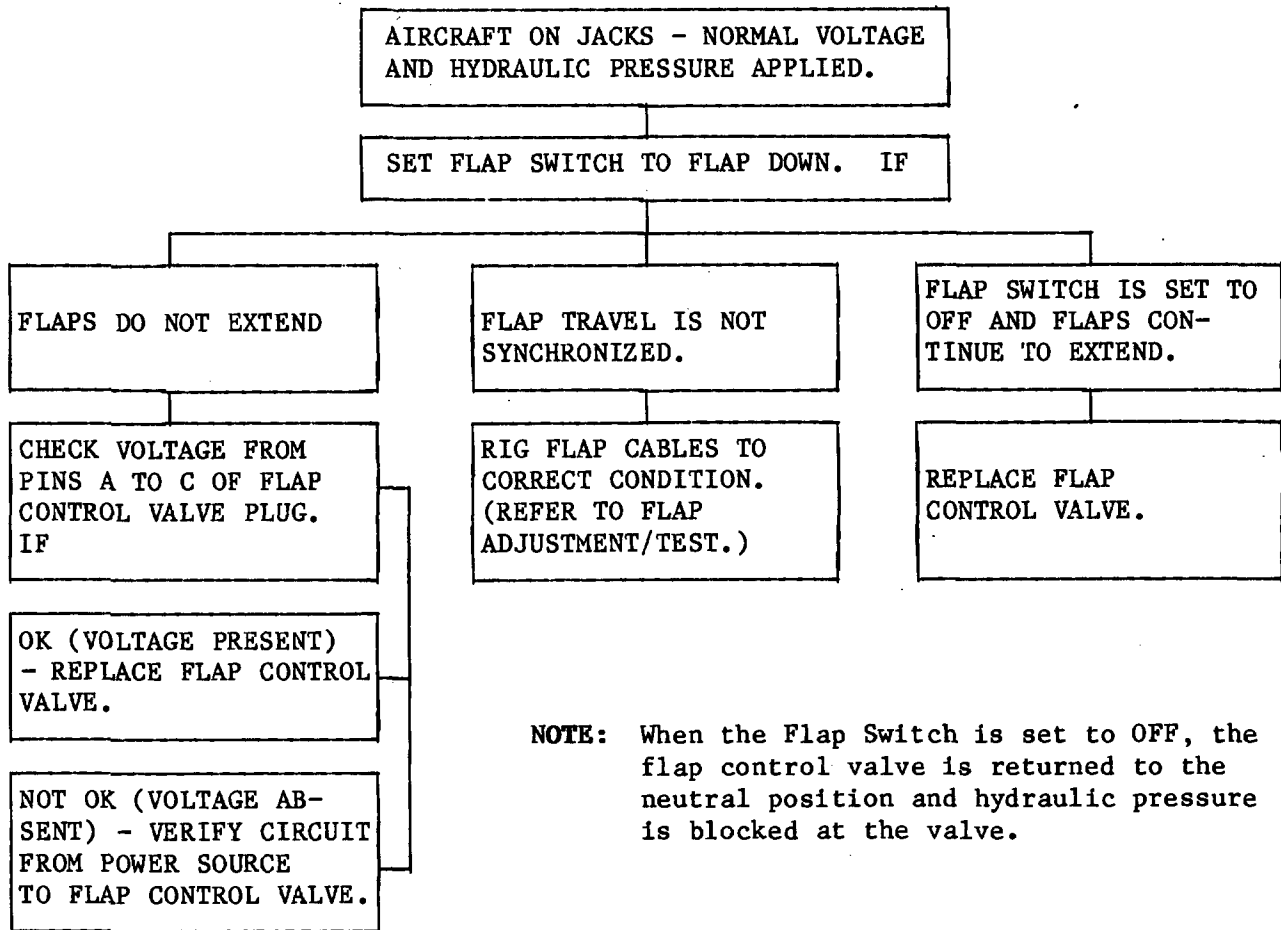 AIRCRAFT ON JACKS - NORMAL VOLTAGE
AND HYDRAULIC PRESSURE APPLIED.
SET FLAP SWITCH TO FLAP DOWN. IF
FLAPS DO NOT EXTEND
CHECK VOLTAGE FROM
PINS A TO C OF FLAP
CONTROL VALVE PLUG.
IF
OK (VOLTAGE PRESENT)
- REPLACE FLAP CONTROL
VALVE.
NOT OK (VOLTAGE AB-
SENT) - VERIFY CIRCUIT
FROM POWER SOURCE
TO FLAP CONTROL VALVE.
FLAP TRAVEL IS NOT
SYNCHRONIZED.
RIG FLAP CABLES TO
CORRECT CONDITION.
(REFER TO FLAP
ADJUSTMENT/TEST.)
FLAP SWITCH IS SET TO
OFF AND FLAPS CON-
TINUE TO EXTEND.
REPLACE FLAP
CONTROL VALVE.
NOTE: When the Flap Switch is set to OFF, the
flap control valve is returned to the
neutral position and hydraulic pressure
is blocked at the valve.